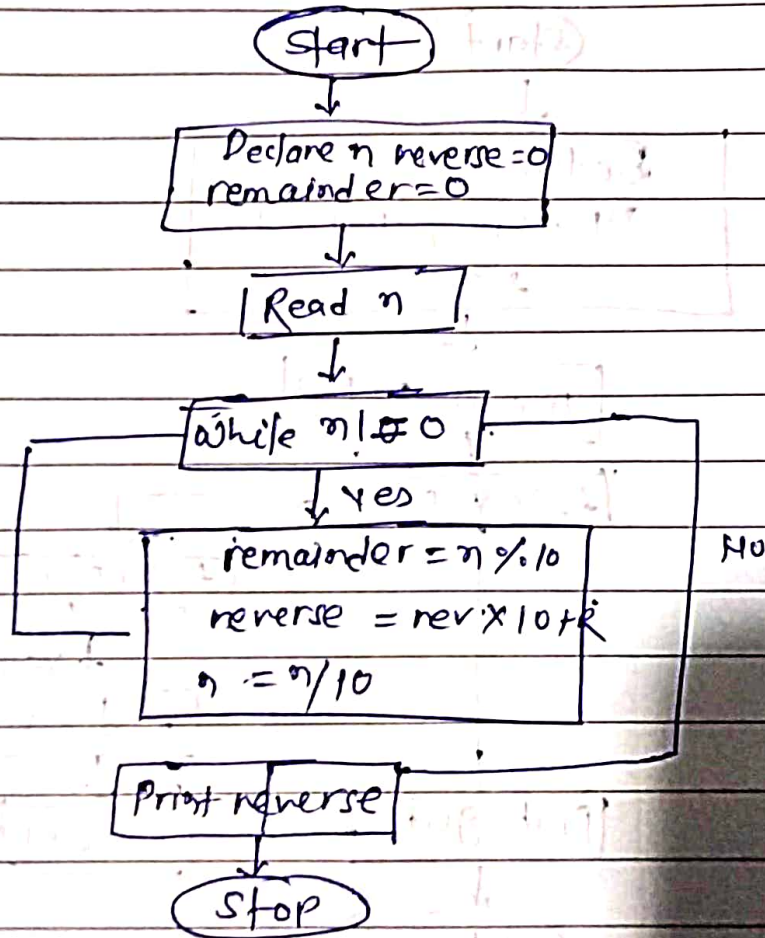 Start
Declare n reverse=0
remainder=0
Read n
While n!=0
Yes
remainder = n%10
No
reverse = rev.X10+R
n = n/10
Print reverse
Stop